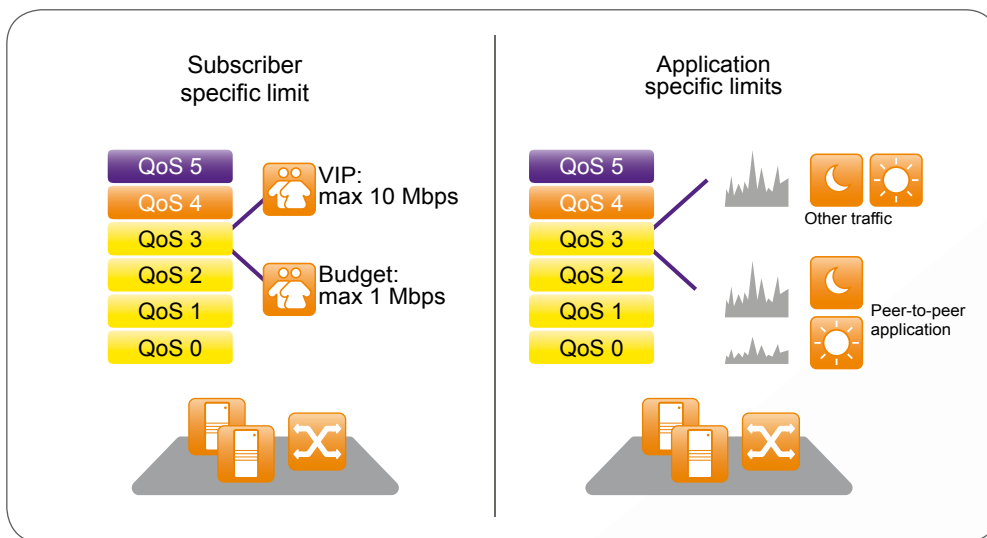 Subscriber
specific limit
QoS 5
QoS 4
QoS 3
QoS 2
QoS 1
QoS 0
VIP:
max 10 Mbps
Budget:
max 1 Mbps
Application
specific limits
QoS 5
QoS 4
QoS 3
QoS 2
QoS 1
QoS 0
Other traffic
Peer-to-peer
application